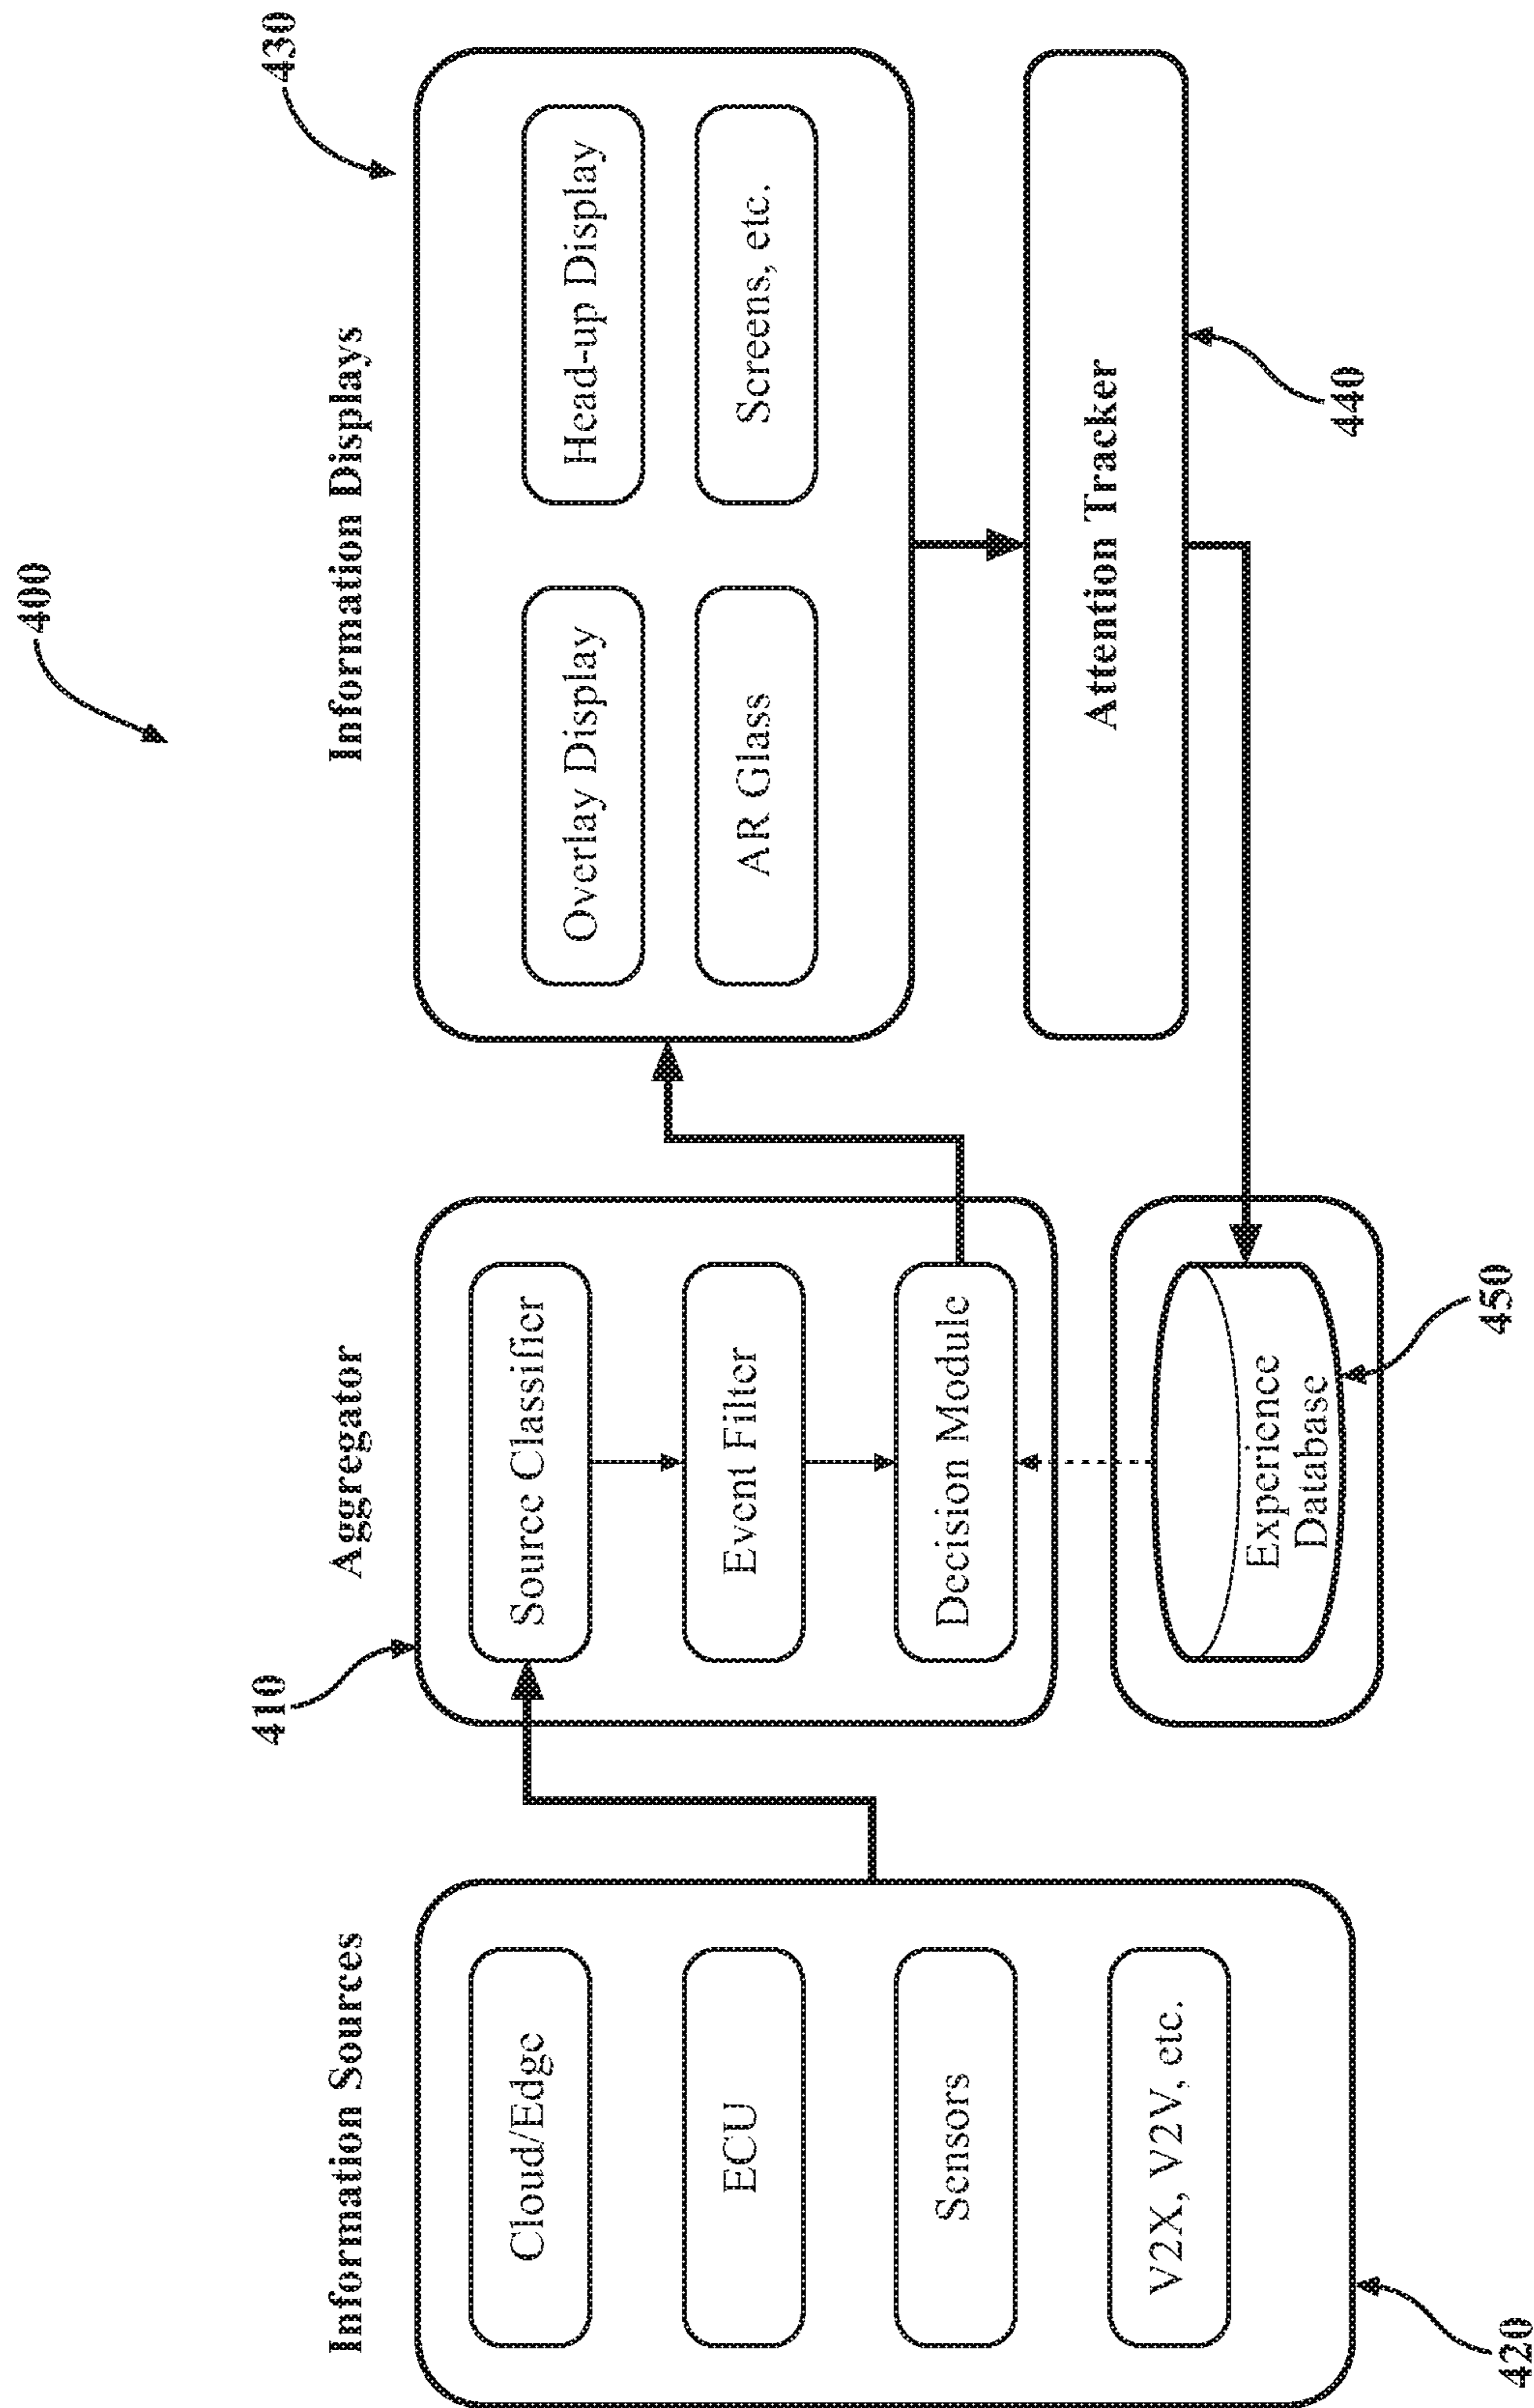 400
Information Sources
Cloud/Edge
ECU
Sensors
V2X, V2V, etc.
420
Aggregator
410
Source Classifier
Event Filter
Decision Module
Experience
Database
450
Information Displays
430
Overlay Display
Head-up Display
AR Glass
Screens, etc.
Attention Tracker
440